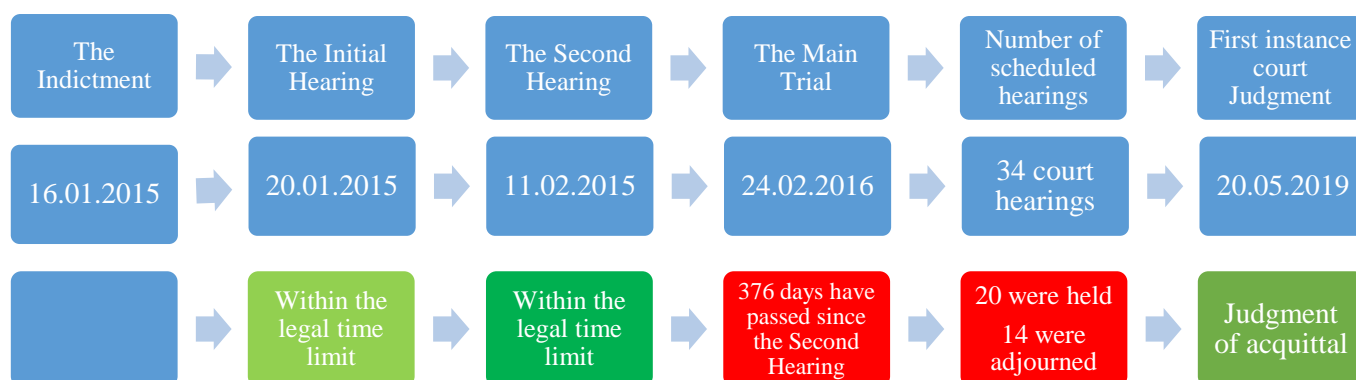 The
Indictment
The Initial
Hearing
The Second
Hearing
The Main
Trial
Number of
scheduled
hearings
First instance
court
Judgment
16.01.2015
20.01.2015
11.02.2015
24.02.2016
34 court
hearings
20.05.2019
Within the
legal time
limit
Within the
legal time
limit
376 days have
passed since
the Second
Hearing
20 were held
14 were
adjourned
Judgment
of acquittal